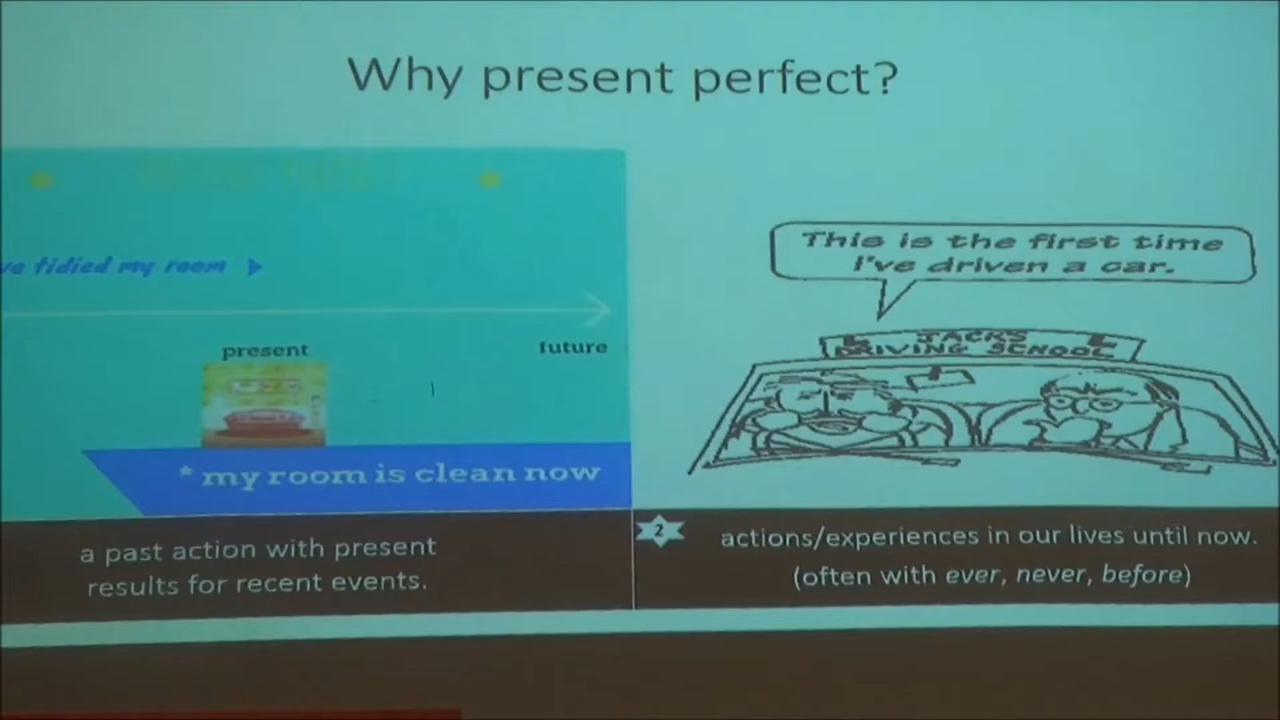 Why present perfect?
ve tidied my room
present
future
* my room is clean now
a past action with present
results for recent events.
This is the first time
I've driven a car.
L JACKS L
DRIVING SCHOOL
2
actions/experiences in our lives until now.
(often with ever, never, before)